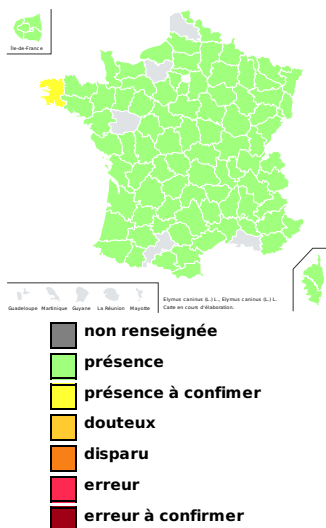 Île-de-France
Guadeloupe Martinique Guyane La Réunion Mayotte
Elymus caninus (L.) L., Elymus caninus (L.) L.
Carte en cours d'élaboration.
non renseignée
présence
présence à confimer
douteux
disparu
erreur
erreur à confirmer